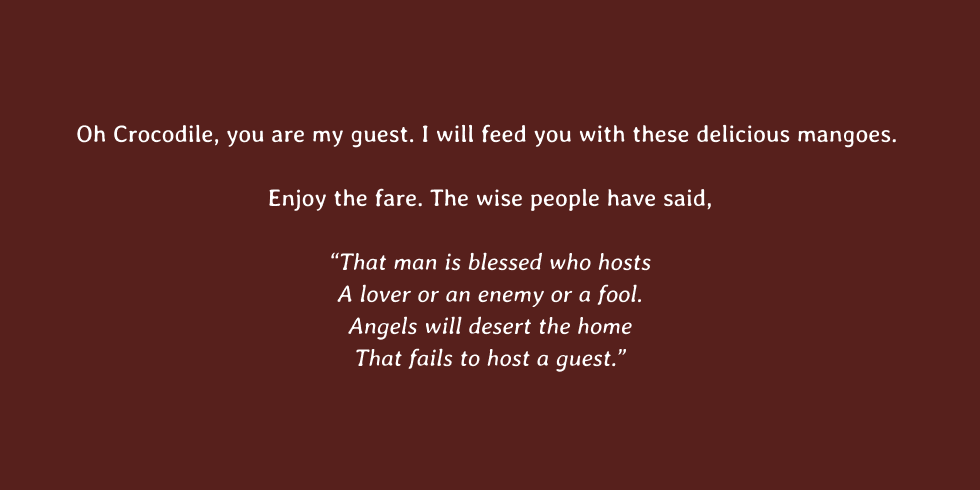 Oh Crocodile, you are my guest. I will feed you with these delicious mangoes.
Enjoy the fare. The wise people have said,
“That man is blessed who hosts
A lover or an enemy or a fool.
Angels will desert the home
That fails to host a guest.”